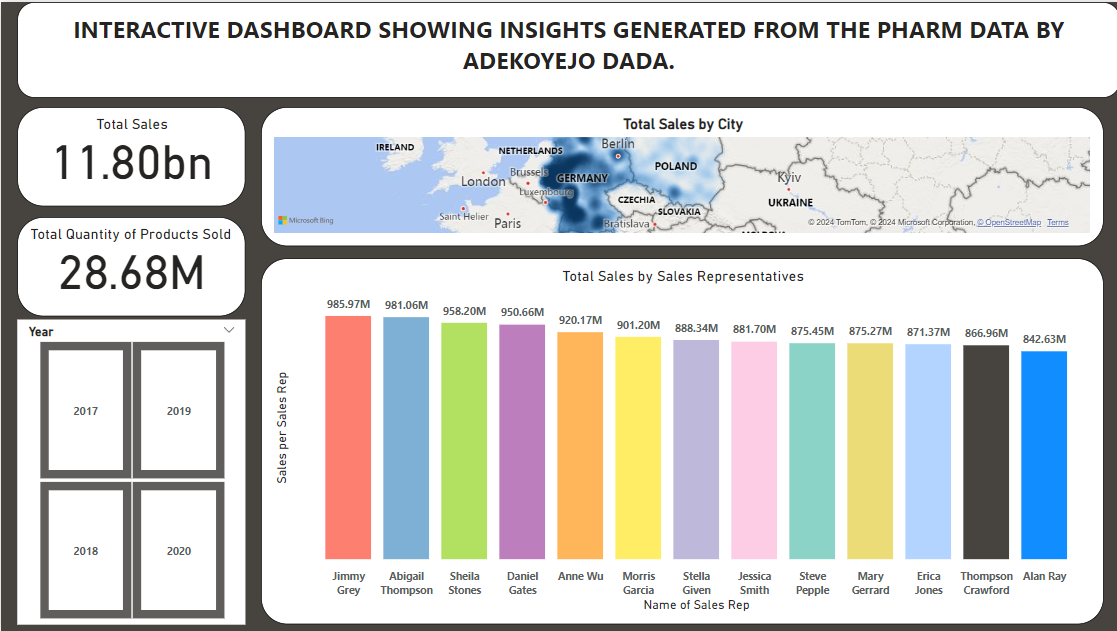 INTERACTIVE DASHBOARD SHOWING INSIGHTS GENERATED FROM THE PHARM DATA BY
ADEKOYEJO DADA.
Total Sales
11.80bn
Total Quantity of Products Sold
28.68M
Year
2017
2019
2018
2020
Total Sales by City
IRELAND
NETHERLANDS
Berlin
London
Brussels
GERMANY
POLAND
Kyiv
Luxembourg
CZECHIA
UKRAINE
SLOVAKIA
Saint Helier
Paris
Bratislava
Microsoft Bing
© 2024 TomTom, © 2024 Microsoft Corporation, © OpenStreetMap Terms
Total Sales by Sales Representatives
Sales per Sales Rep
985.97M 981.06M 958.20M 950.66M 920.17M 901.20M 888.34M 881.70M 875.45M 875.27M 871.37M 866.96M 842.63M
Jimmy Abigail Sheila Daniel Anne Wu Morris Stella Jessica Steve Mary Erica Thompson Alan Ray
Grey Thompson Stones Gates Garcia Given Smith Pepple Gerrard Jones Crawford
Name of Sales Rep